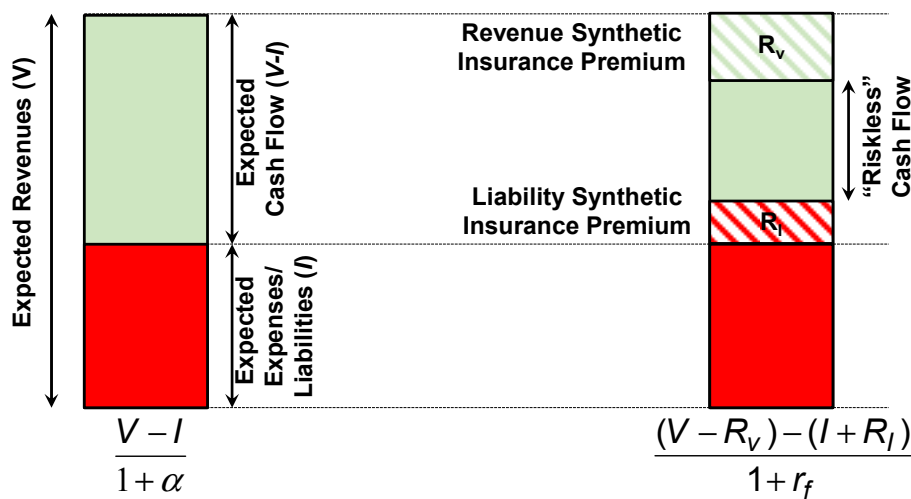 Expected Revenues (V)
Expected
Cash Flow (V-I)
Expected
Expenses/
Liabilities (I)
V – I
1 + α
Revenue Synthetic
Insurance Premium
Rv
"Riskless"
Cash Flow
Liability Synthetic
Insurance Premium
Rl
(V – Rv) – (I + Rl)
1 + rf